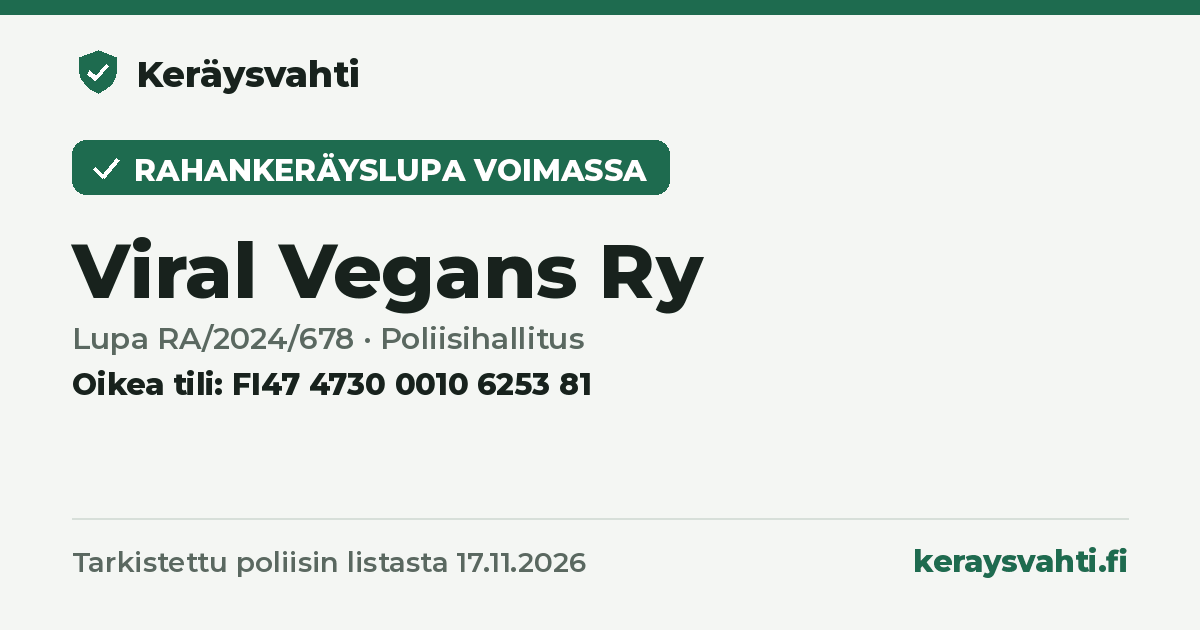 Keräysvahti
RAHANKERÄYSLUPA VOIMASSA
Viral Vegans Ry
Lupa RA/2024/678 · Poliisihallitus
Oikea tili: FI47 4730 0010 6253 81
Tarkistettu poliisin listasta 17.11.2026
keraysvahti.fi